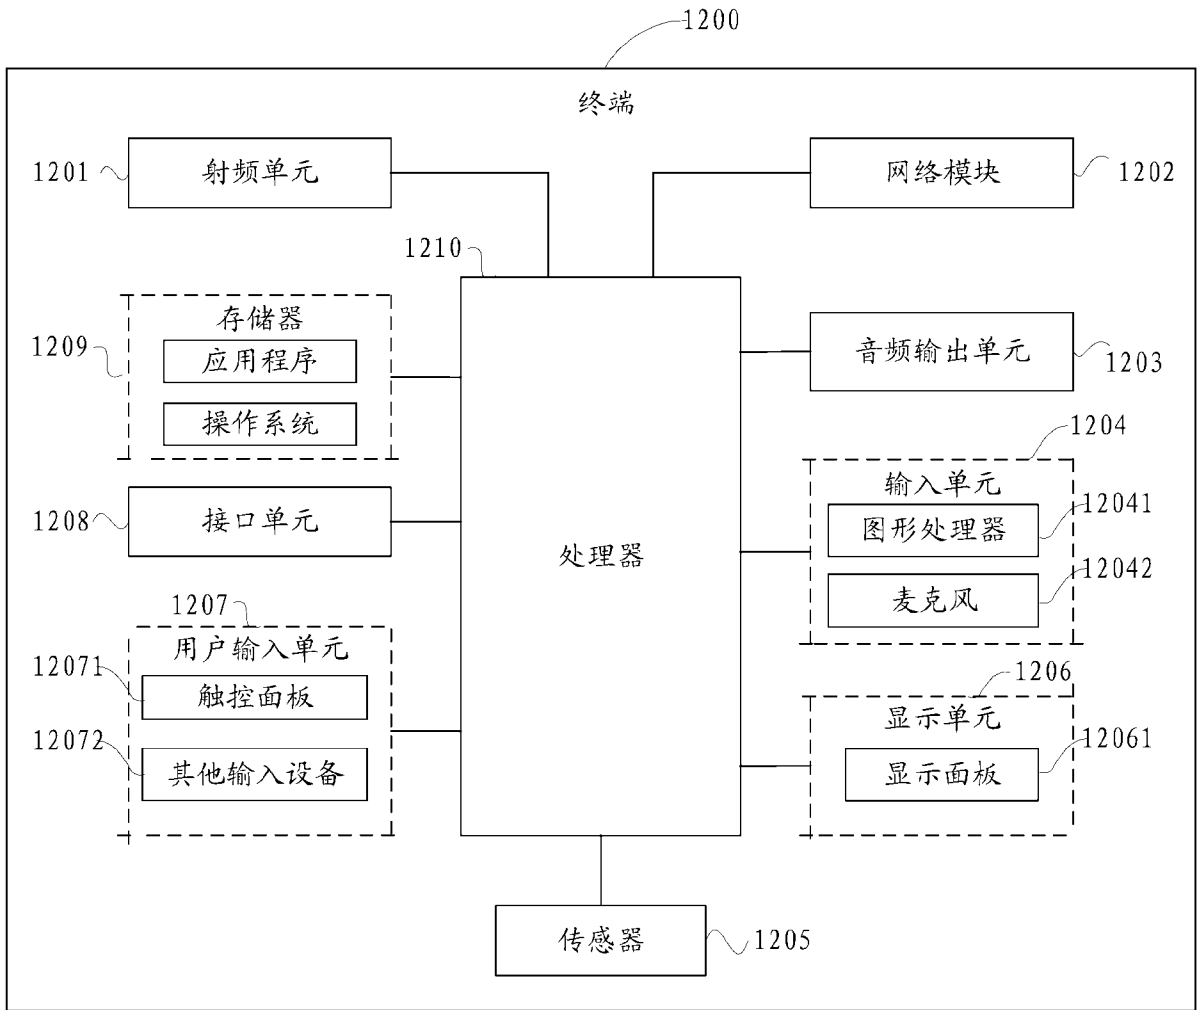 1200
终端
1201
射频单元
网络模块
1202
1210
存储器
应用程序
操作系统
1209
音频输出单元
1203
1204
输入单元
图形处理器
12041
麦克风
12042
1208
接口单元
处理器
1207
用户输入单元
12071
触控面板
12072
其他输入设备
1206
显示单元
显示面板
12061
传感器
1205